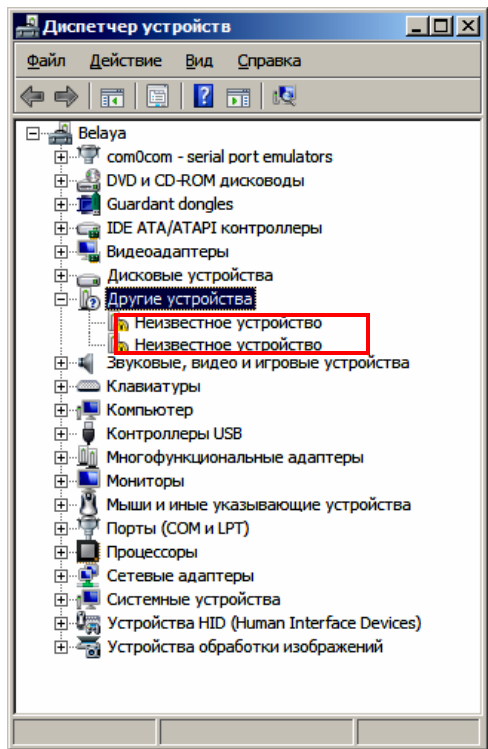 Диспетчер устройств
Файл Действие Вид Справка
Belaya
com0com - serial port emulators
DVD и CD-ROM дисководы
Guardant dongles
IDE ATA/ATAPI контроллеры
Видеоадаптеры
Дисковые устройства
Другие устройства
Неизвестное устройство
Неизвестное устройство
Звуковые, видео и игровые устройства
Клавиатуры
Компьютер
Контроллеры USB
Многофункциональные адаптеры
Мониторы
Мыши и иные указывающие устройства
Порты (COM и LPT)
Процессоры
Сетевые адаптеры
Системные устройства
Устройства HID (Human Interface Devices)
Устройства обработки изображений